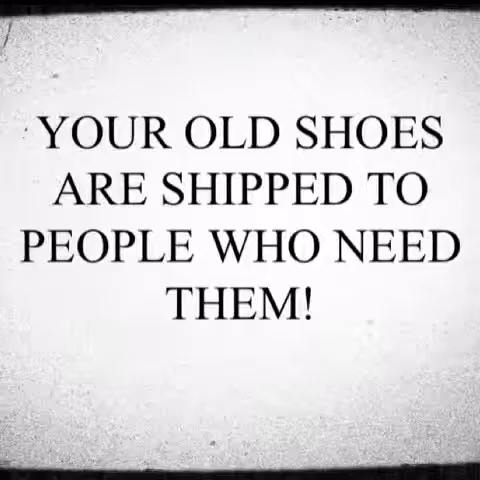 YOUR OLD SHOES
ARE SHIPPED TO
PEOPLE WHO NEED
THEM!